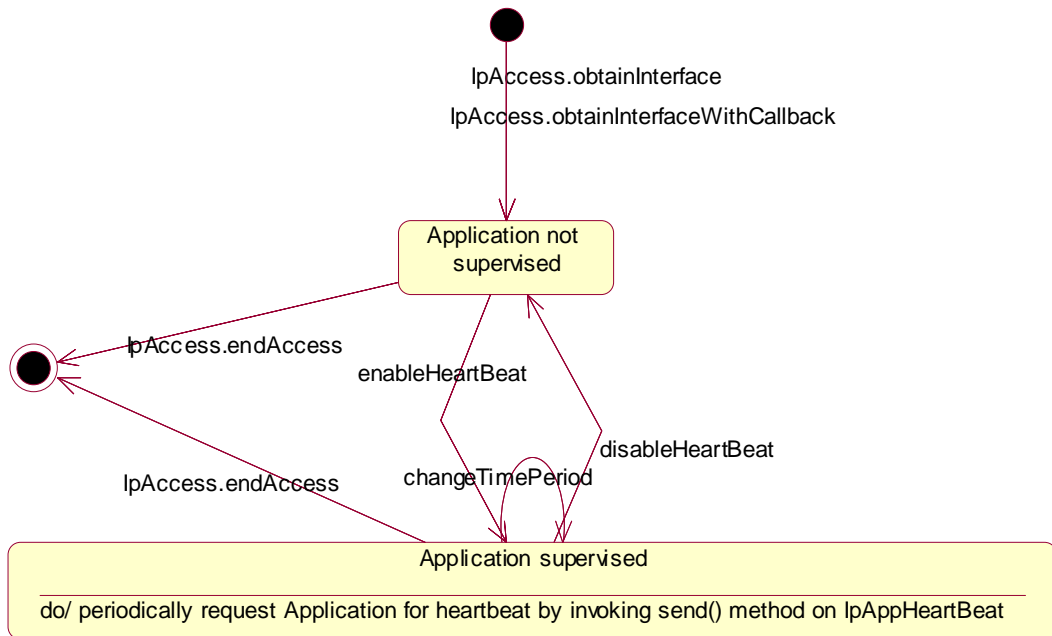 IpAccess.obtainInterface
IpAccess.obtainInterfaceWithCallback
Application not
supervised
IpAccess.endAccess
enableHeartBeat
disableHeartBeat
changeTimePeriod
IpAccess.endAccess
Application supervised
do/ periodically request Application for heartbeat by invoking send() method on IpAppHeartBeat